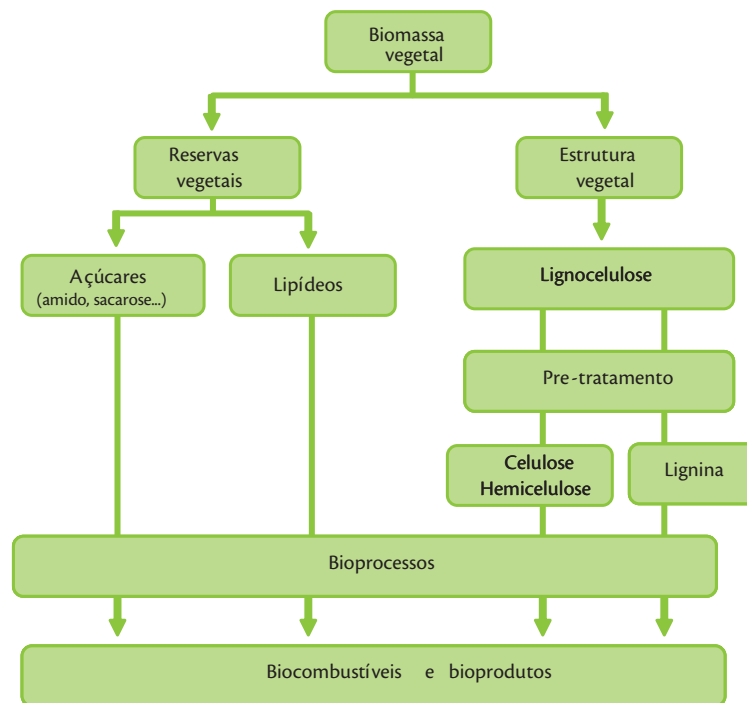 Biomassa
vegetal
Reservas
vegetais
Estrutura
vegetal
Açúcares
(amido, sacarose...)
Lipídeos
Lignocelulose
Pre-tratamento
Celulose
Hemicelulose
Lignina
Bioprocessos
Biocombustíveis e bioprodutos